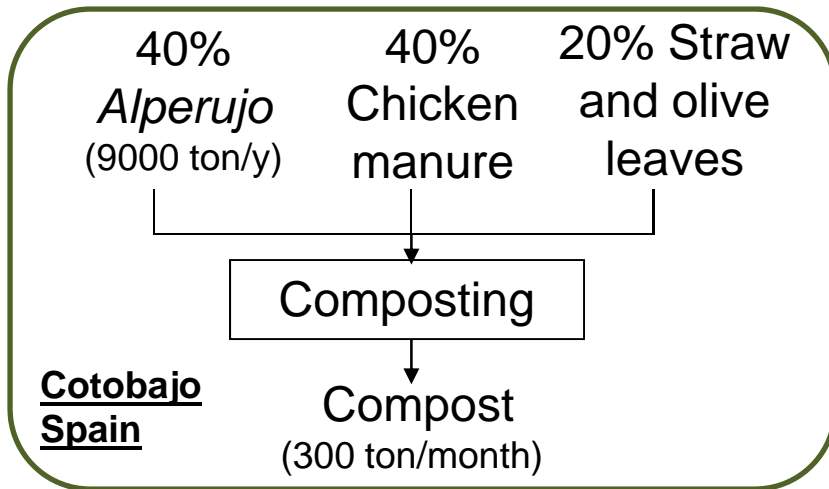 40%
Alperujo
(9000 ton/y)
40%
Chicken
manure
20% Straw
and olive
leaves
Composting
Cotobajo
Spain
Compost
(300 ton/month)